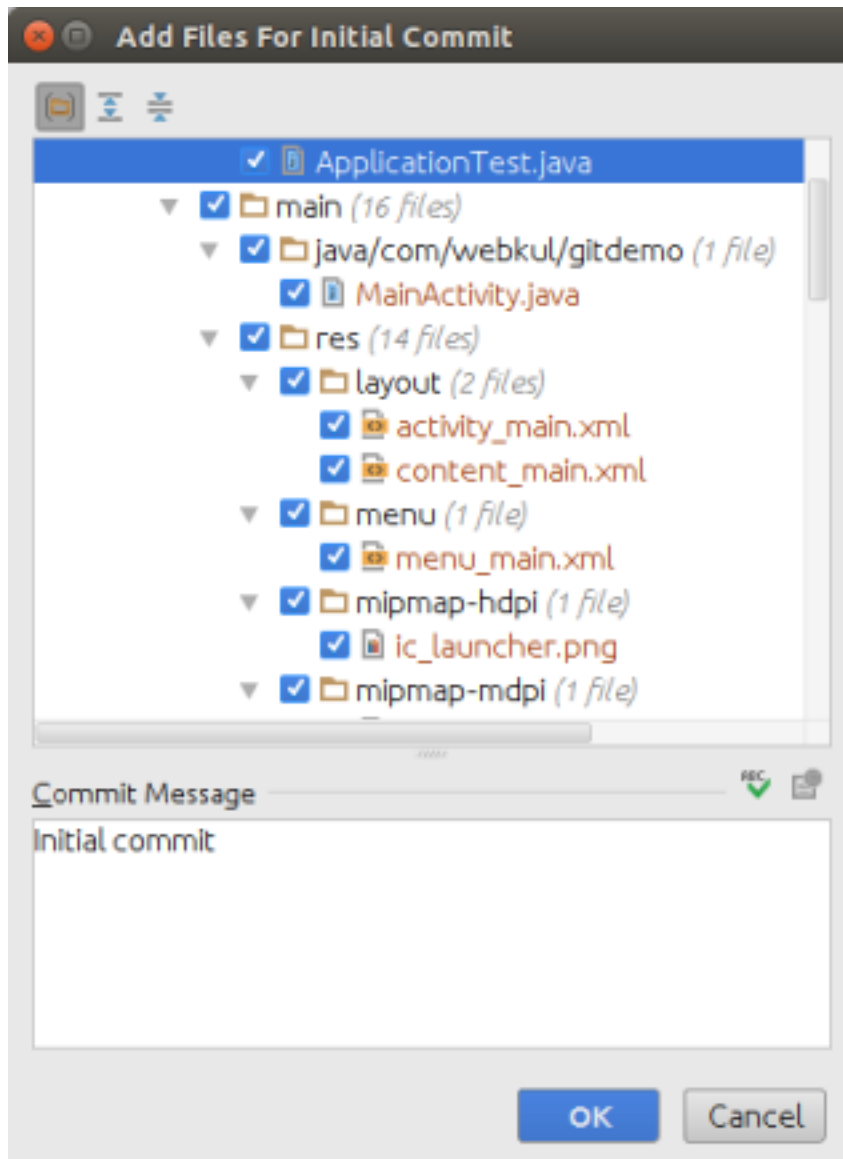 Add Files For Initial Commit
ApplicationTest.java
main (16 files)
java/com/webkul/gitdemo (1 file)
MainActivity.java
res (14 files)
layout (2 files)
activity_main.xml
content_main.xml
menu (1 file)
menu_main.xml
mipmap-hdpi (1 file)
ic_launcher.png
mipmap-mdpi (1 file)
Commit Message
ABC
Initial commit
OK Cancel